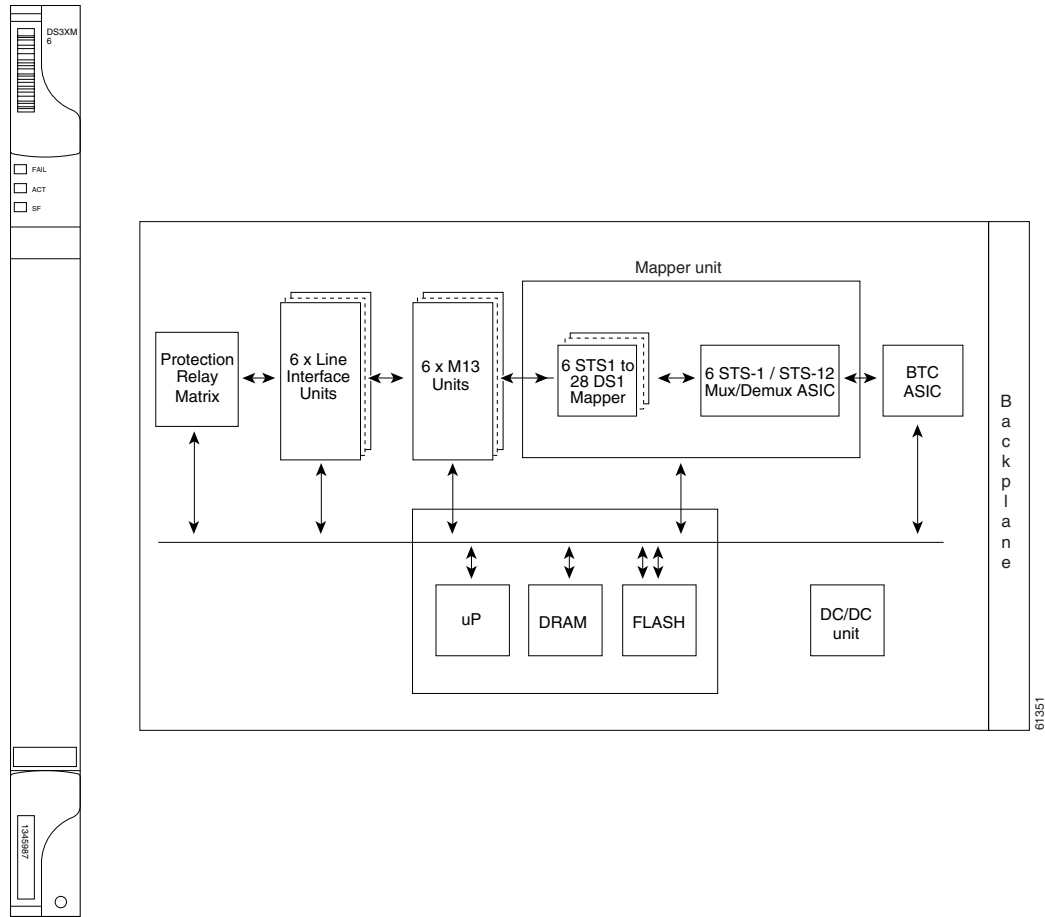 DS3XM
6
FAIL
ACT
SF
Mapper unit
Protection
Relay
Matrix
6 x Line
Interface
Units
6 x M13
Units
6 STS1 to
28 DS1
Mapper
6 STS-1 / STS-12
Mux/Demux ASIC
BTC
ASIC
Backplane
uP
DRAM
FLASH
DC/DC
unit
61351
1345987